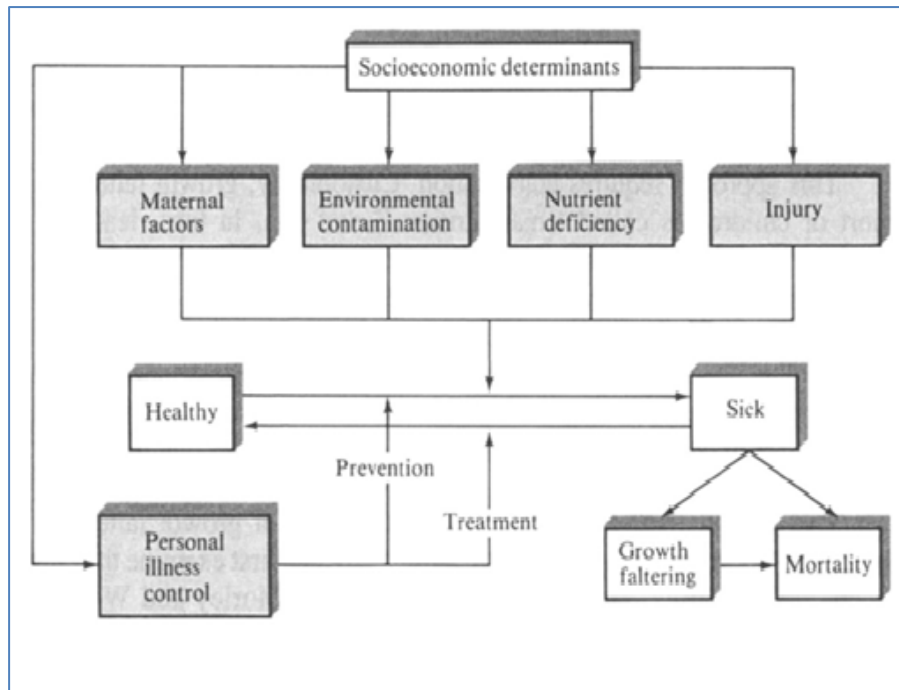 Socioeconomic determinants
Maternal
factors
Environmental
contamination
Nutrient
deficiency
Injury
Healthy
Sick
Prevention
Treatment
Personal
illness
control
Growth
faltering
Mortality